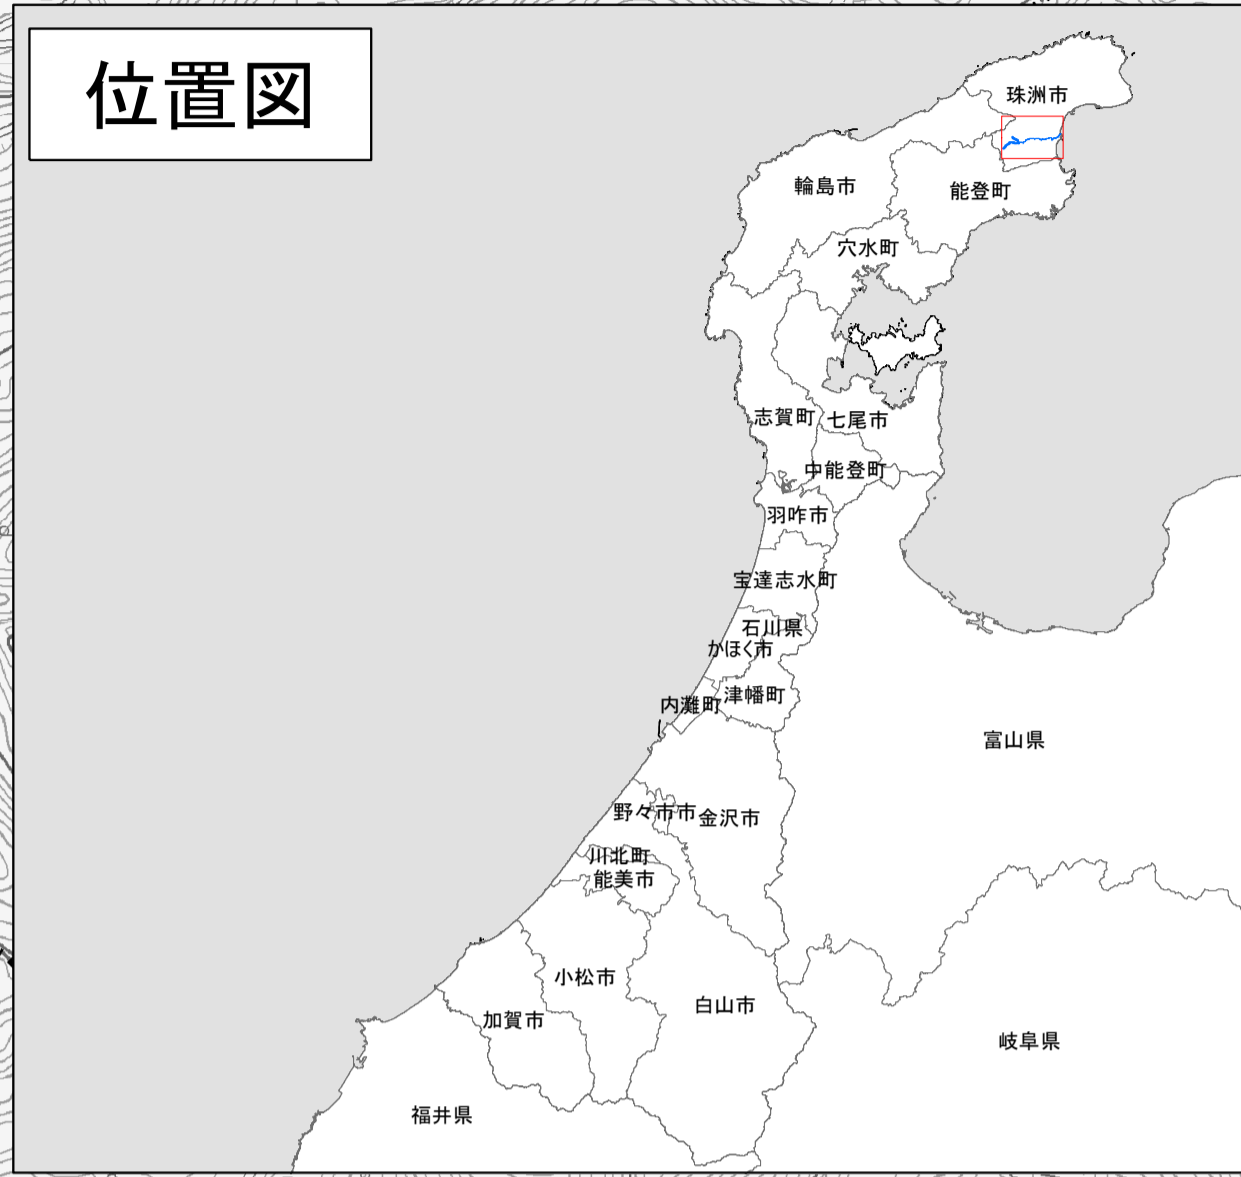 位置図
珠洲市
輪島市
能登町
穴水町
志賀町
七尾市
中能登町
羽咋市
宝達志水町
石川県
かほく市
津幡町
内灘町
富山県
野々市市
金沢市
川北町
能美市
小松市
白山市
加賀市
岐阜県
福井県